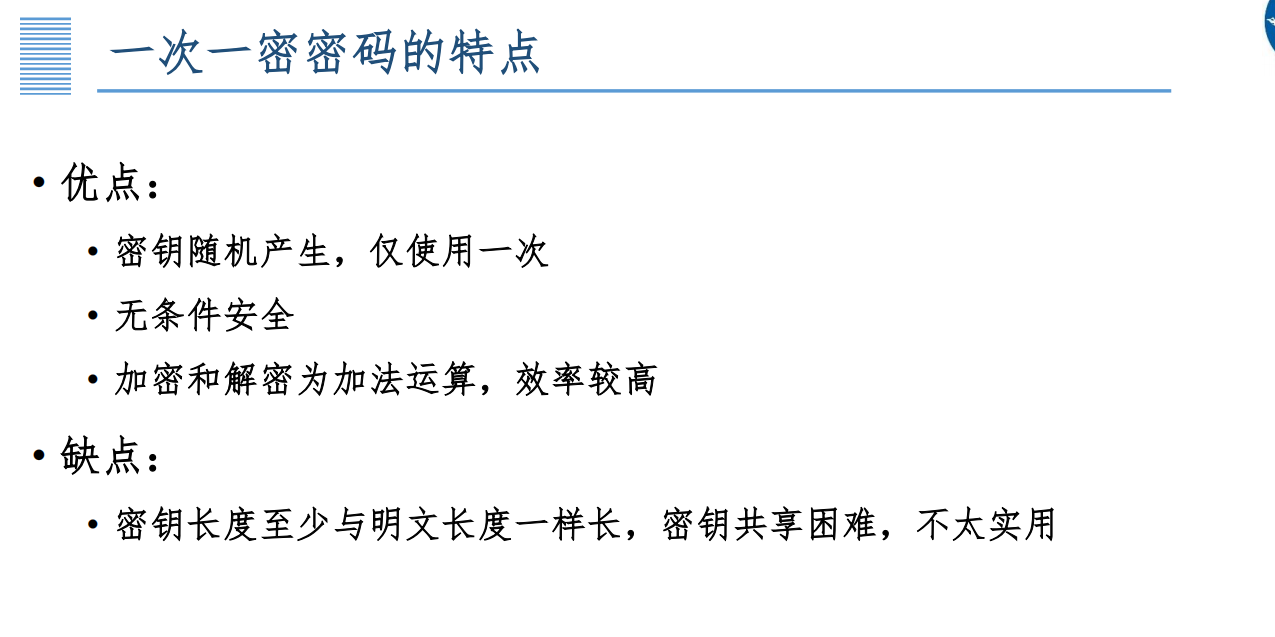 一次一密密码的特点
• 优点：
• 密钥随机产生，仅使用一次
• 无条件安全
• 加密和解密为加法运算，效率较高
• 缺点：
• 密钥长度至少与明文长度一样长，密钥共享困难，不太实用